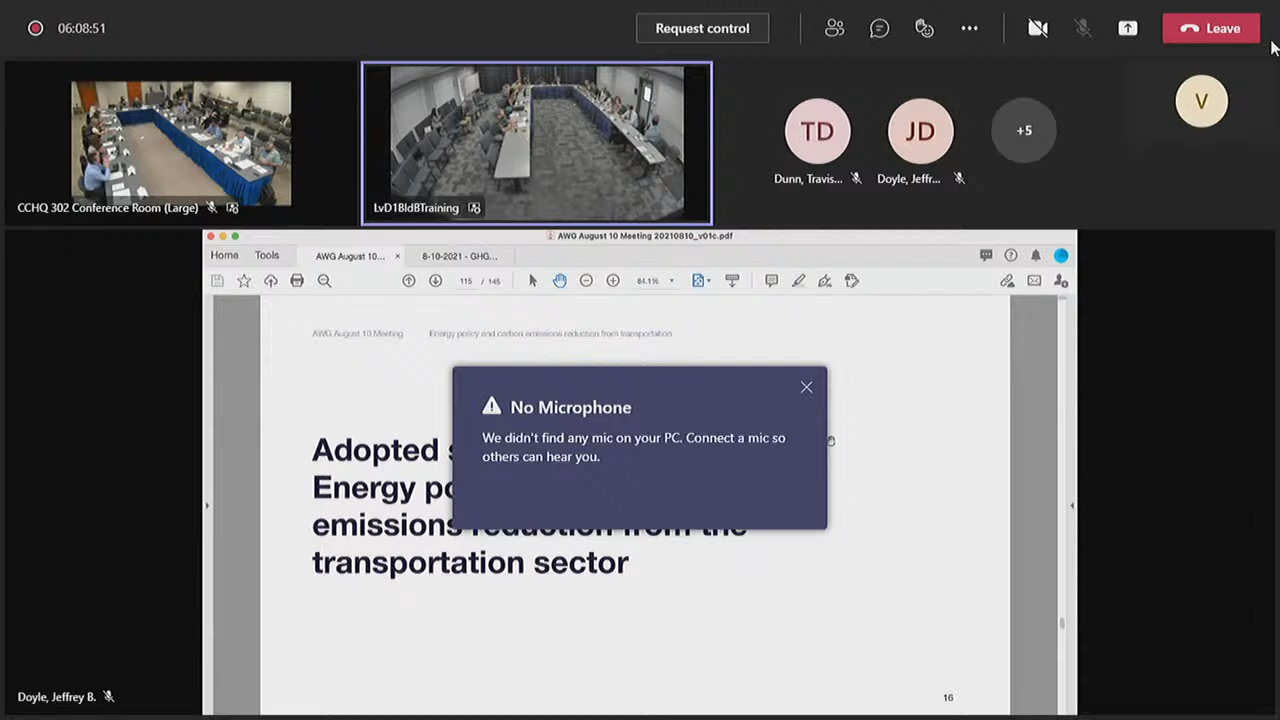 06:08:51
Request control
Leave
CCHQ 302 Conference Room (Large)
LvD1BldBTraining
TD
JD
+5
V
Dunn, Travis...
Doyle, Jeffr...
AWG August 10 Meeting 20210810_v01c.pdf
Home
Tools
AWG August 10...
8-10-2021 - GHG...
115 / 145
84.1%
AWG August 10 Meeting
Energy policy and carbon emissions reduction from transportation
No Microphone
We didn't find any mic on your PC. Connect a mic so
others can hear you.
Adopted
Energy
emissions reduction from the
transportation sector
16
Doyle, Jeffrey B.